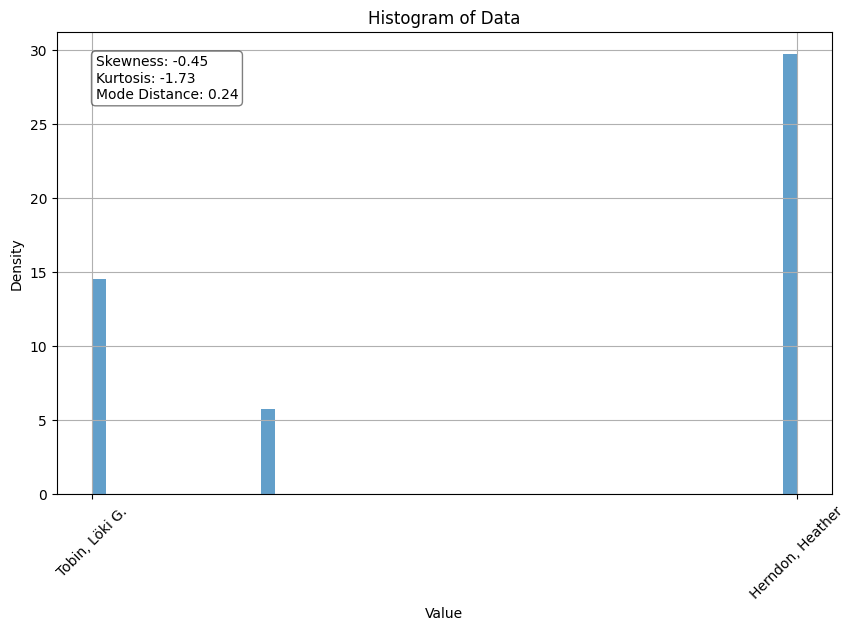 Histogram of Data
Skewness: -0.45
Kurtosis: -1.73
Mode Distance: 0.24
30
25
20
15
10
5
0
Density
Tobin, Löki G.
Herndon, Heather
Value